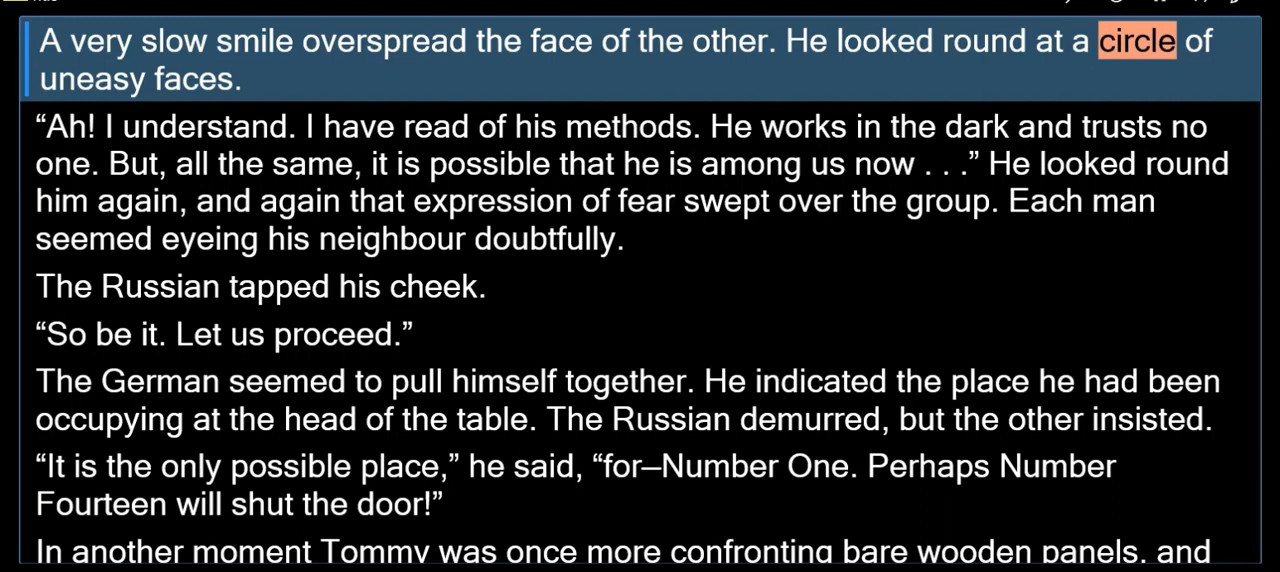 A very slow smile overspread the face of the other. He looked round at a circle of
uneasy faces.
“Ah! I understand. I have read of his methods. He works in the dark and trusts no
one. But, all the same, it is possible that he is among us now . . .” He looked round
him again, and again that expression of fear swept over the group. Each man
seemed eyeing his neighbour doubtfully.
The Russian tapped his cheek.
“So be it. Let us proceed.”
The German seemed to pull himself together. He indicated the place he had been
occupying at the head of the table. The Russian demurred, but the other insisted.
“It is the only possible place,” he said, “for—Number One. Perhaps Number
Fourteen will shut the door!”
In another moment Tommy was once more confronting bare wooden panels, and